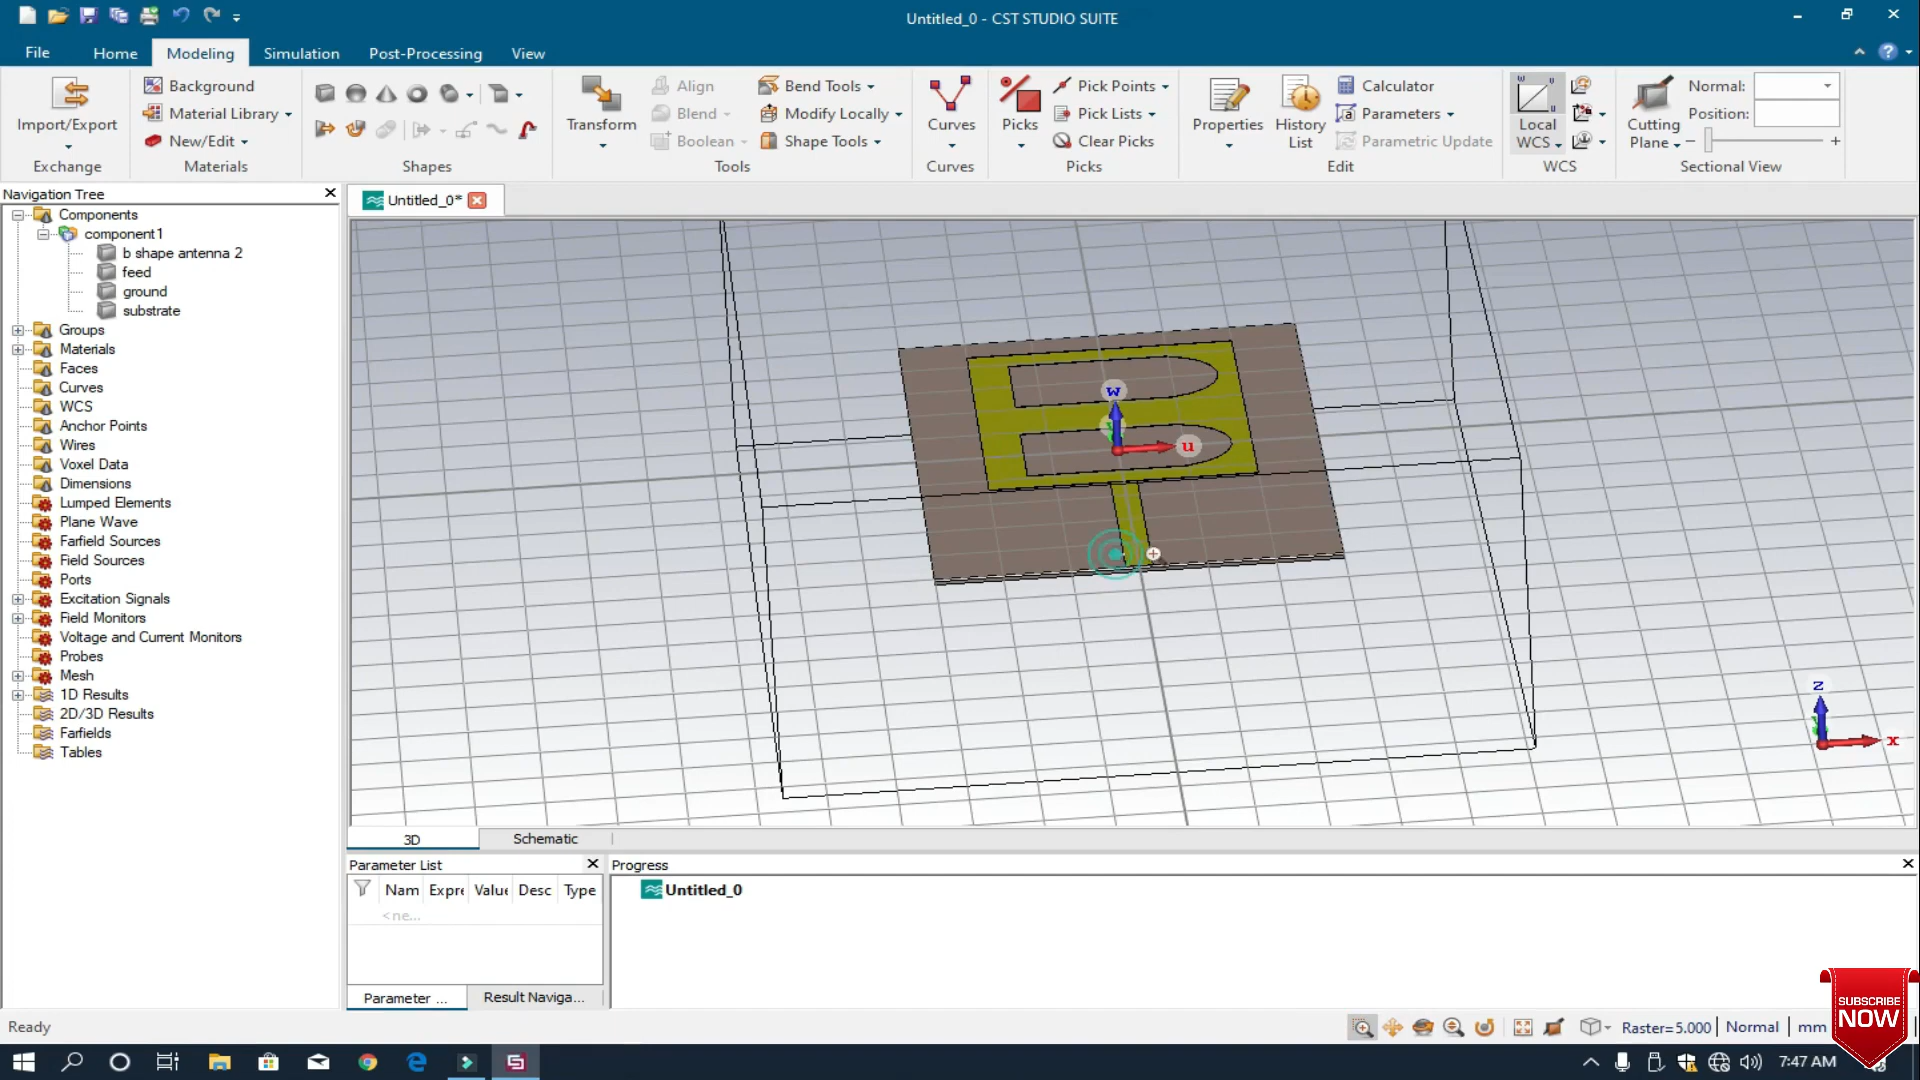 Untitled_0 - CST STUDIO SUITE
File Home Modeling Simulation Post-Processing View
Import/Export
Exchange
Background
Material Library
New/Edit
Materials
Shapes
Transform
Align
Blend
Boolean
Bend Tools
Modify Locally
Shape Tools
Tools
Curves
Curves
Picks
Pick Points
Pick Lists
Clear Picks
Picks
Properties
History
List
Calculator
Parameters
Parametric Update
Edit
Local
WCS
WCS
Cutting
Plane
Normal:
Position:
Sectional View
Navigation Tree
Components
component1
b shape antenna 2
feed
ground
substrate
Groups
Materials
Faces
Curves
WCS
Anchor Points
Wires
Voxel Data
Dimensions
Lumped Elements
Plane Wave
Farfield Sources
Field Sources
Ports
Excitation Signals
Field Monitors
Voltage and Current Monitors
Probes
Mesh
1D Results
2D/3D Results
Farfields
Tables
Untitled_0*
w
u
z
x
3D Schematic
Parameter List
Nam Expre Value Desc Type
<ne...
Parameter ... Result Naviga...
Progress
Untitled_0
Ready
Raster=5.000 Normal mm
SUBSCRIBE
NOW
7:47 AM